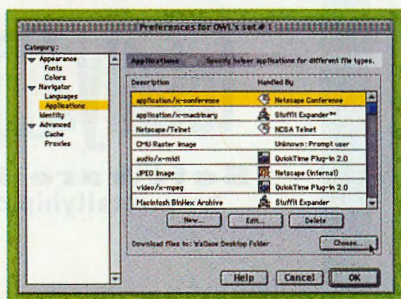 Preferences for OWL's set # 1
Category:
Appearance
Fonts
Colors
Navigator
Languages
Applications
Identity
Advanced
Cache
Proxies
Applications Specify helper applications for different file types.
Description Handled By
application/x-conference Netscape Conference
application/x-macbinary StuffIt Expander™
Netscape/Telnet NCSA Telnet
CMU Raster Image Unknown: Prompt user
audio/x-midi QuickTime Plug-in 2.0
JPEG Image Netscape (internal)
video/x-mpeg QuickTime Plug-in 2.0
Macintosh BinHex Archive StuffIt Expander
New... Edit... Delete
Download files to: Wallace Desktop Folder Choose...
Help Cancel OK